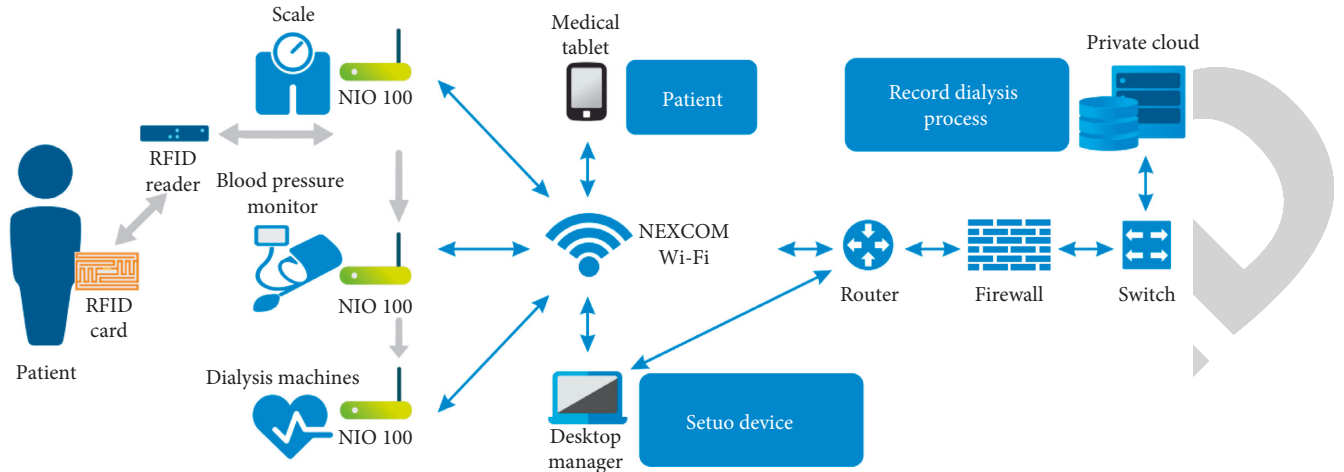 Scale
NIO 100
RFID
reader
Blood pressure
monitor
NIO 100
RFID
card
Patient
Dialysis machines
NIO 100
Medical
tablet
Patient
NEXCOM
Wi-Fi
Desktop
manager
Setuo device
Record dialysis
process
Private cloud
Router
Firewall
Switch